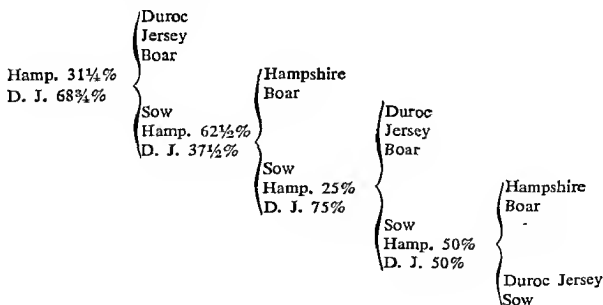 Hamp. 31¼%
D. J. 68¾%
Duroc
Jersey
Boar
Sow
Hamp. 62½%
D. J. 37½%
Hampshire
Boar
Sow
Hamp. 25%
D. J. 75%
Duroc
Jersey
Boar
Sow
Hamp. 50%
D. J. 50%
Hampshire
Boar
Duroc Jersey
Sow